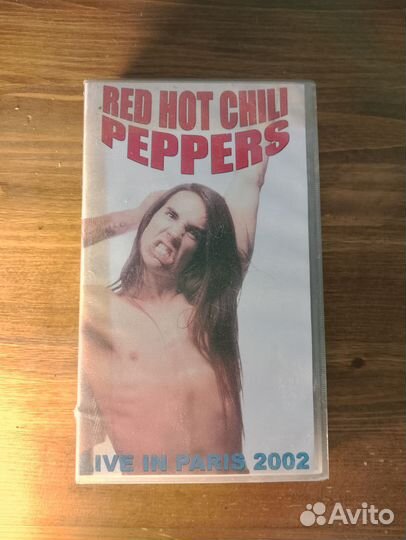 RED HOT CHILI
PEPPERS
LIVE IN PARIS 2002
Avito